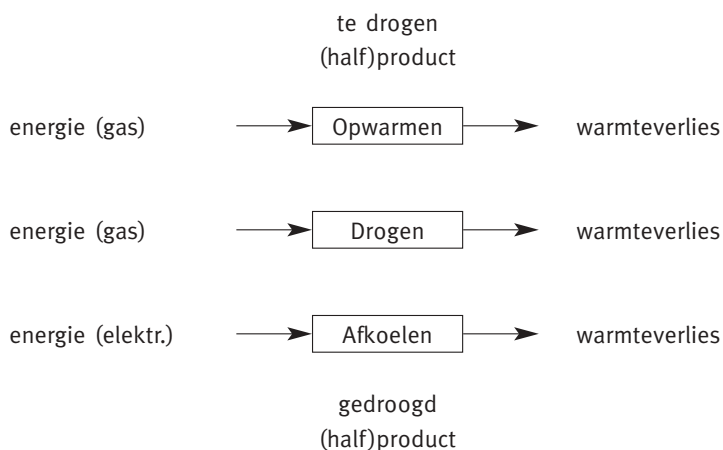 te drogen
(half)product
energie (gas) Opwarmen warmteverlies
energie (gas) Drogen warmteverlies
energie (elektr.) Afkoelen warmteverlies
gedroogd
(half)product